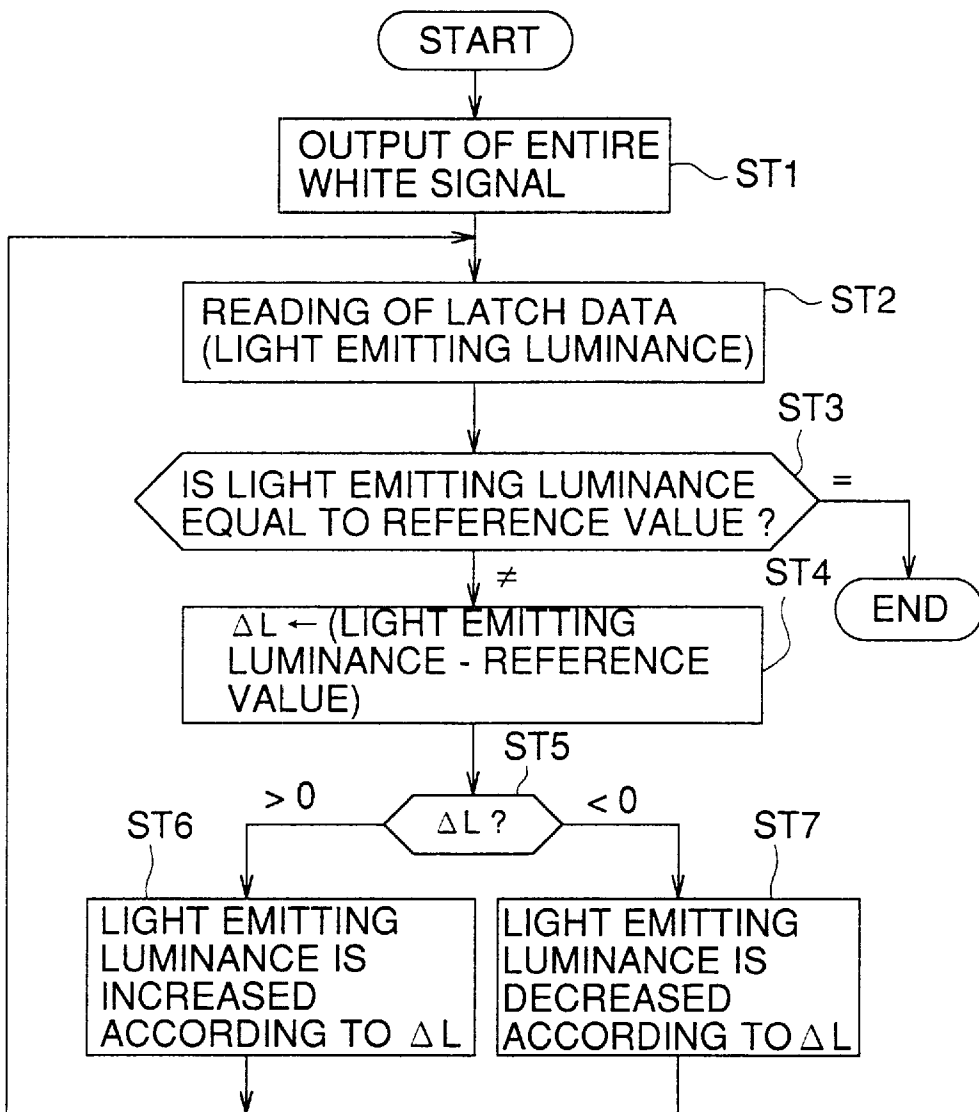 START
OUTPUT OF ENTIRE
WHITE SIGNAL
ST1
READING OF LATCH DATA
(LIGHT EMITTING LUMINANCE)
ST2
ST3
IS LIGHT EMITTING LUMINANCE
EQUAL TO REFERENCE VALUE ?
=
≠
ST4
END
ΔL ← (LIGHT EMITTING
LUMINANCE - REFERENCE
VALUE)
ST5
> 0
ΔL ?
< 0
ST6
ST7
LIGHT EMITTING
LUMINANCE IS
INCREASED
ACCORDING TO ΔL
LIGHT EMITTING
LUMINANCE IS
DECREASED
ACCORDING TO ΔL